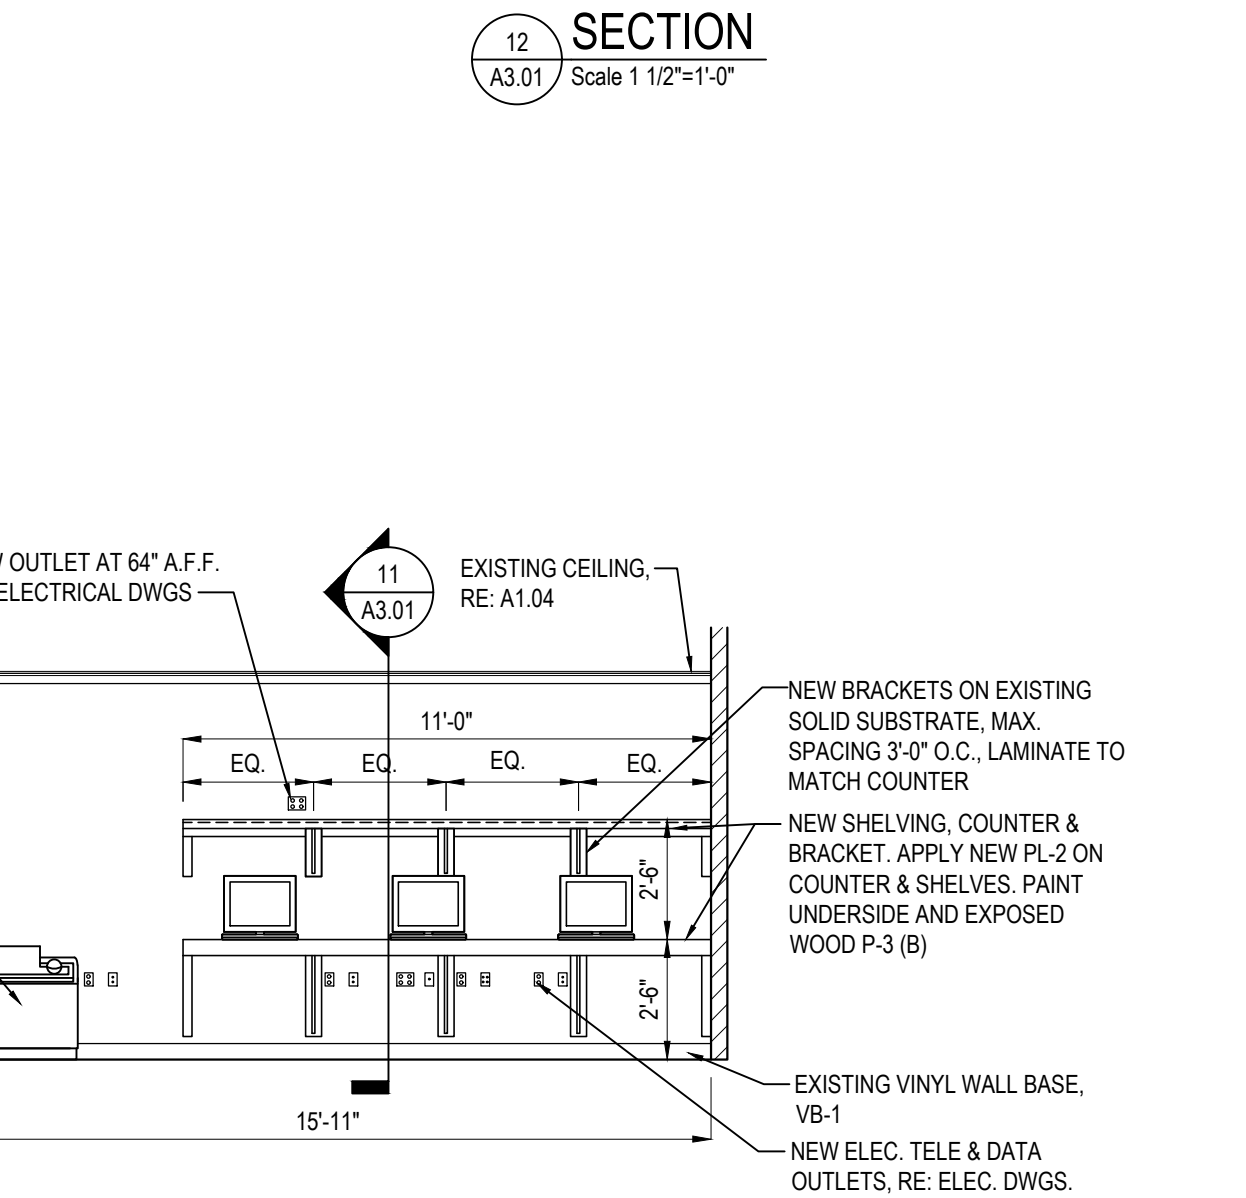 12
A3.01
SECTION
Scale 1 1/2"=1'-0"
OUTLET AT 64" A.F.F.
ELECTRICAL DWGS
11
A3.01
EXISTING CEILING,
RE: A1.04
11'-0"
EQ.
EQ.
EQ.
EQ.
NEW BRACKETS ON EXISTING
SOLID SUBSTRATE, MAX.
SPACING 3'-0" O.C., LAMINATE TO
MATCH COUNTER
NEW SHELVING, COUNTER &
BRACKET. APPLY NEW PL-2 ON
COUNTER & SHELVES. PAINT
UNDERSIDE AND EXPOSED
WOOD P-3 (B)
2'-6"
2'-6"
EXISTING VINYL WALL BASE,
VB-1
15'-11"
NEW ELEC. TELE & DATA
OUTLETS, RE: ELEC. DWGS.